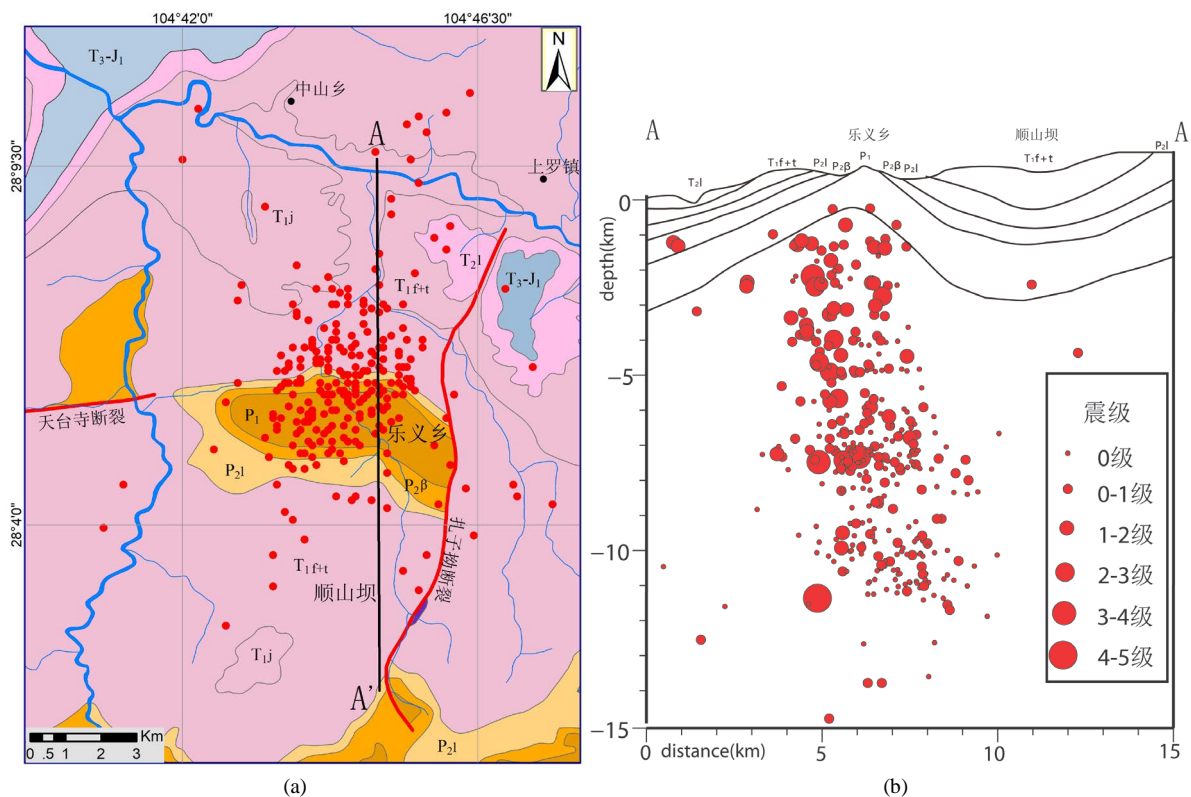 104°42'0"
104°46'30"
N
T₃-J₁
中山乡
A
28°9'30"
上罗镇
T₁j
T₂l
T₁f+t
T₃-J₁
天台寺断裂
P₁
乐义乡
P₂l
P₂β
28°4'0"
扎子坳断裂
T₁f+t
顺山坝
T₁j
A'
Km
0 .5 1 2 3
P₂l
(a)
A
乐义乡
顺山坝
A
T₂l
T₁f+t
P₂l
P₂β
P₁
P₂β
P₂l
T₁f+t
P₂l
0
−5
−10
−15
depth(km)
震级
0级
0-1级
1-2级
2-3级
3-4级
4-5级
0 5 10 15
distance(km)
(b)